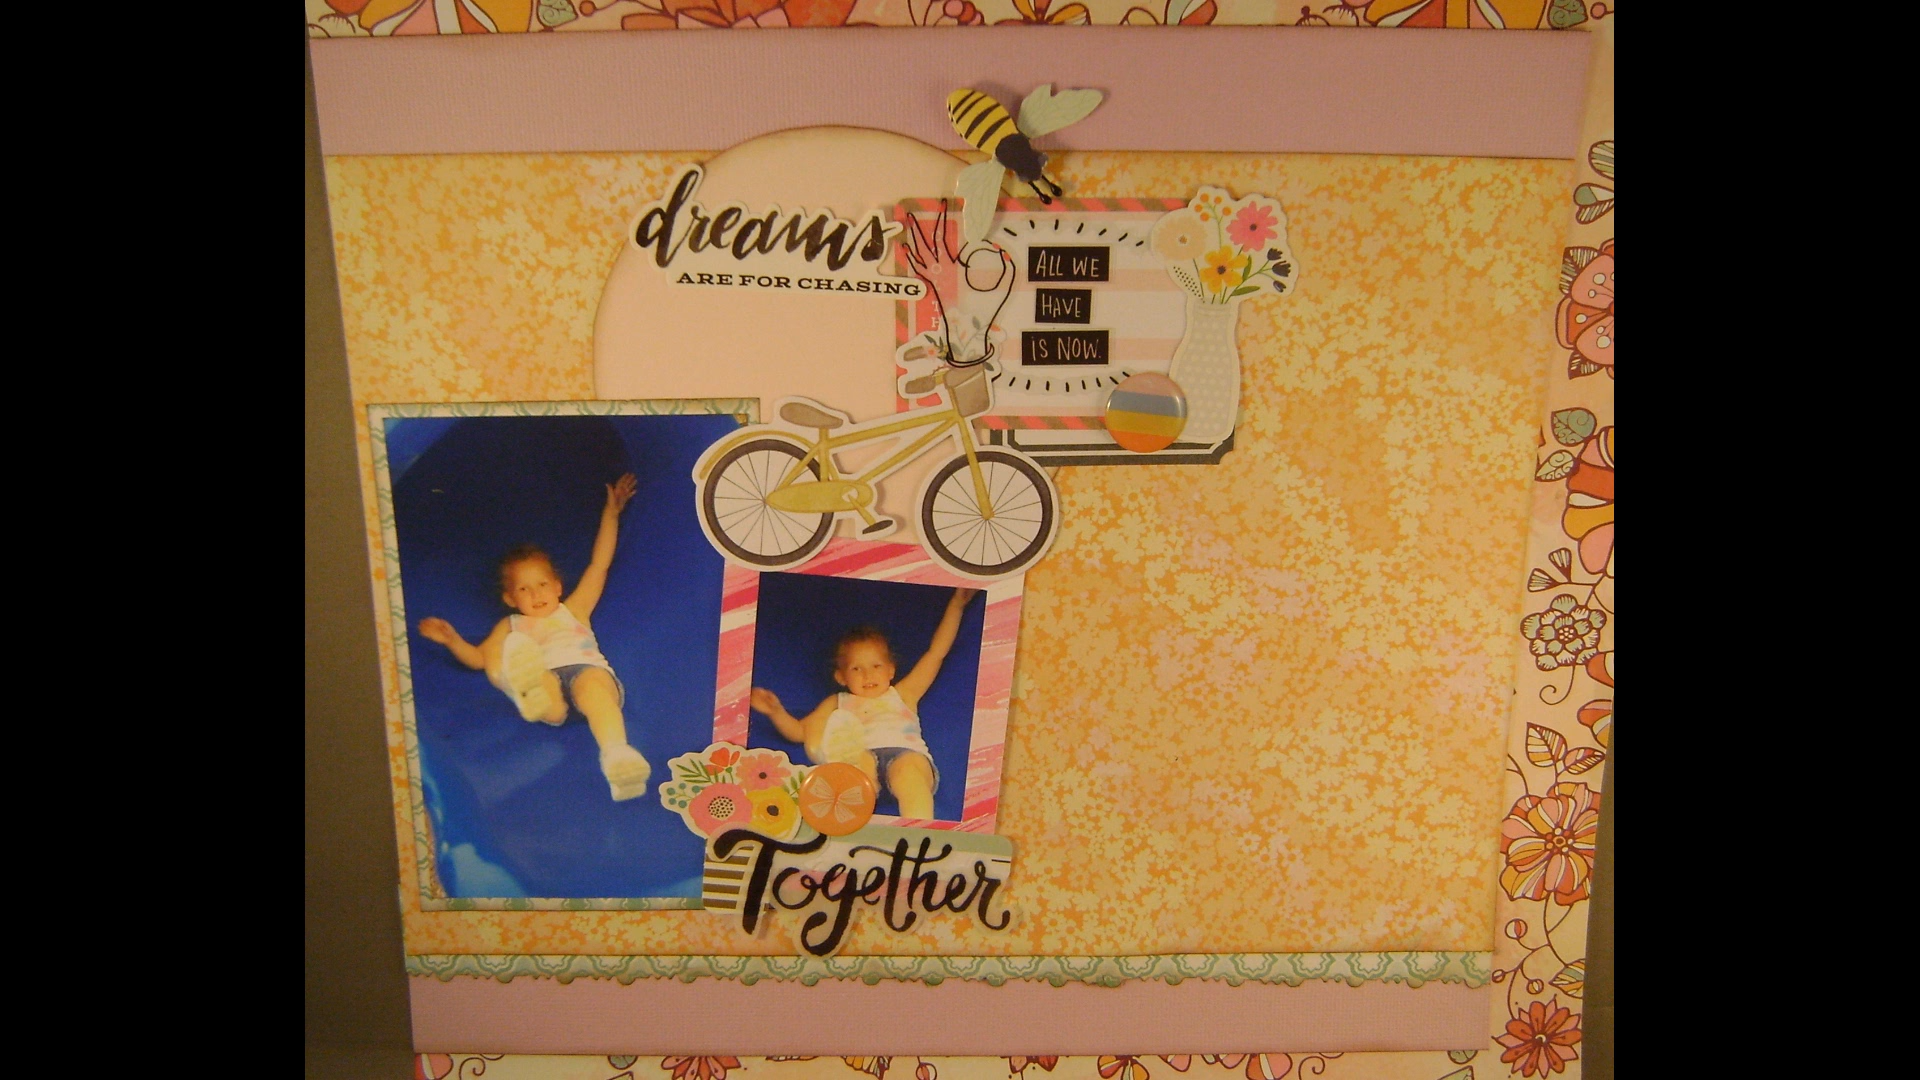 dreams
ARE FOR CHASING
ALL WE
HAVE
is NOW.
Together